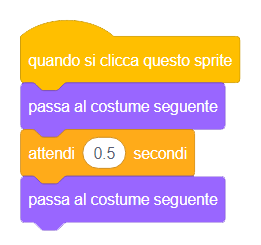 quando si clicca questo sprite
passa al costume seguente
attendi 0.5 secondi
passa al costume seguente